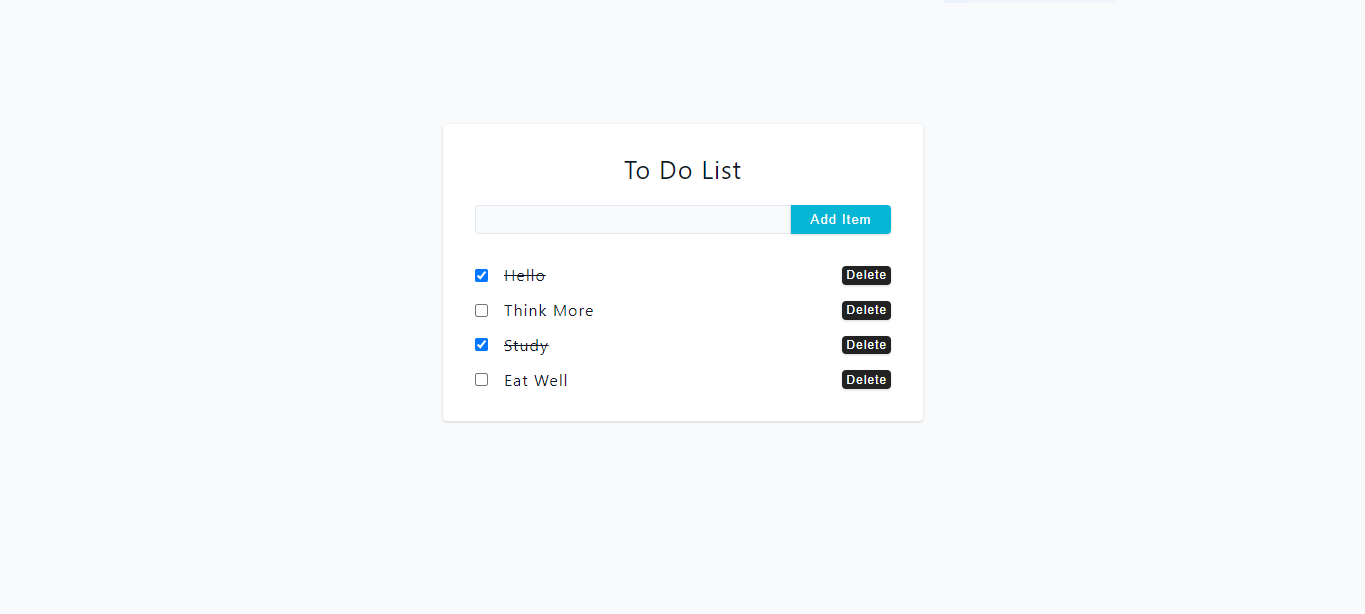 To Do List
Add Item
Hello Delete
Think More Delete
Study Delete
Eat Well Delete